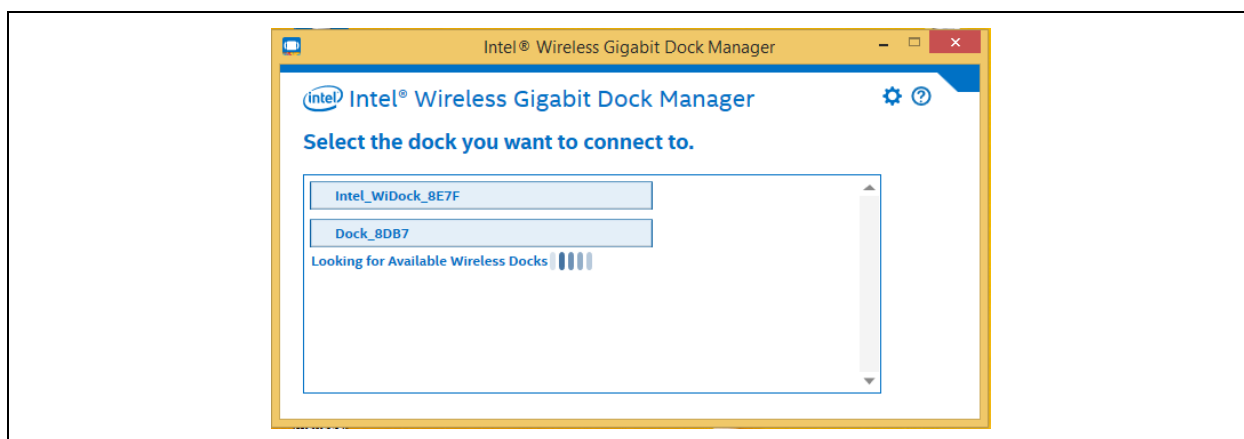 Intel® Wireless Gigabit Dock Manager
intel Intel® Wireless Gigabit Dock Manager
Select the dock you want to connect to.
Intel_WiDock_8E7F
Dock_8DB7
Looking for Available Wireless Docks